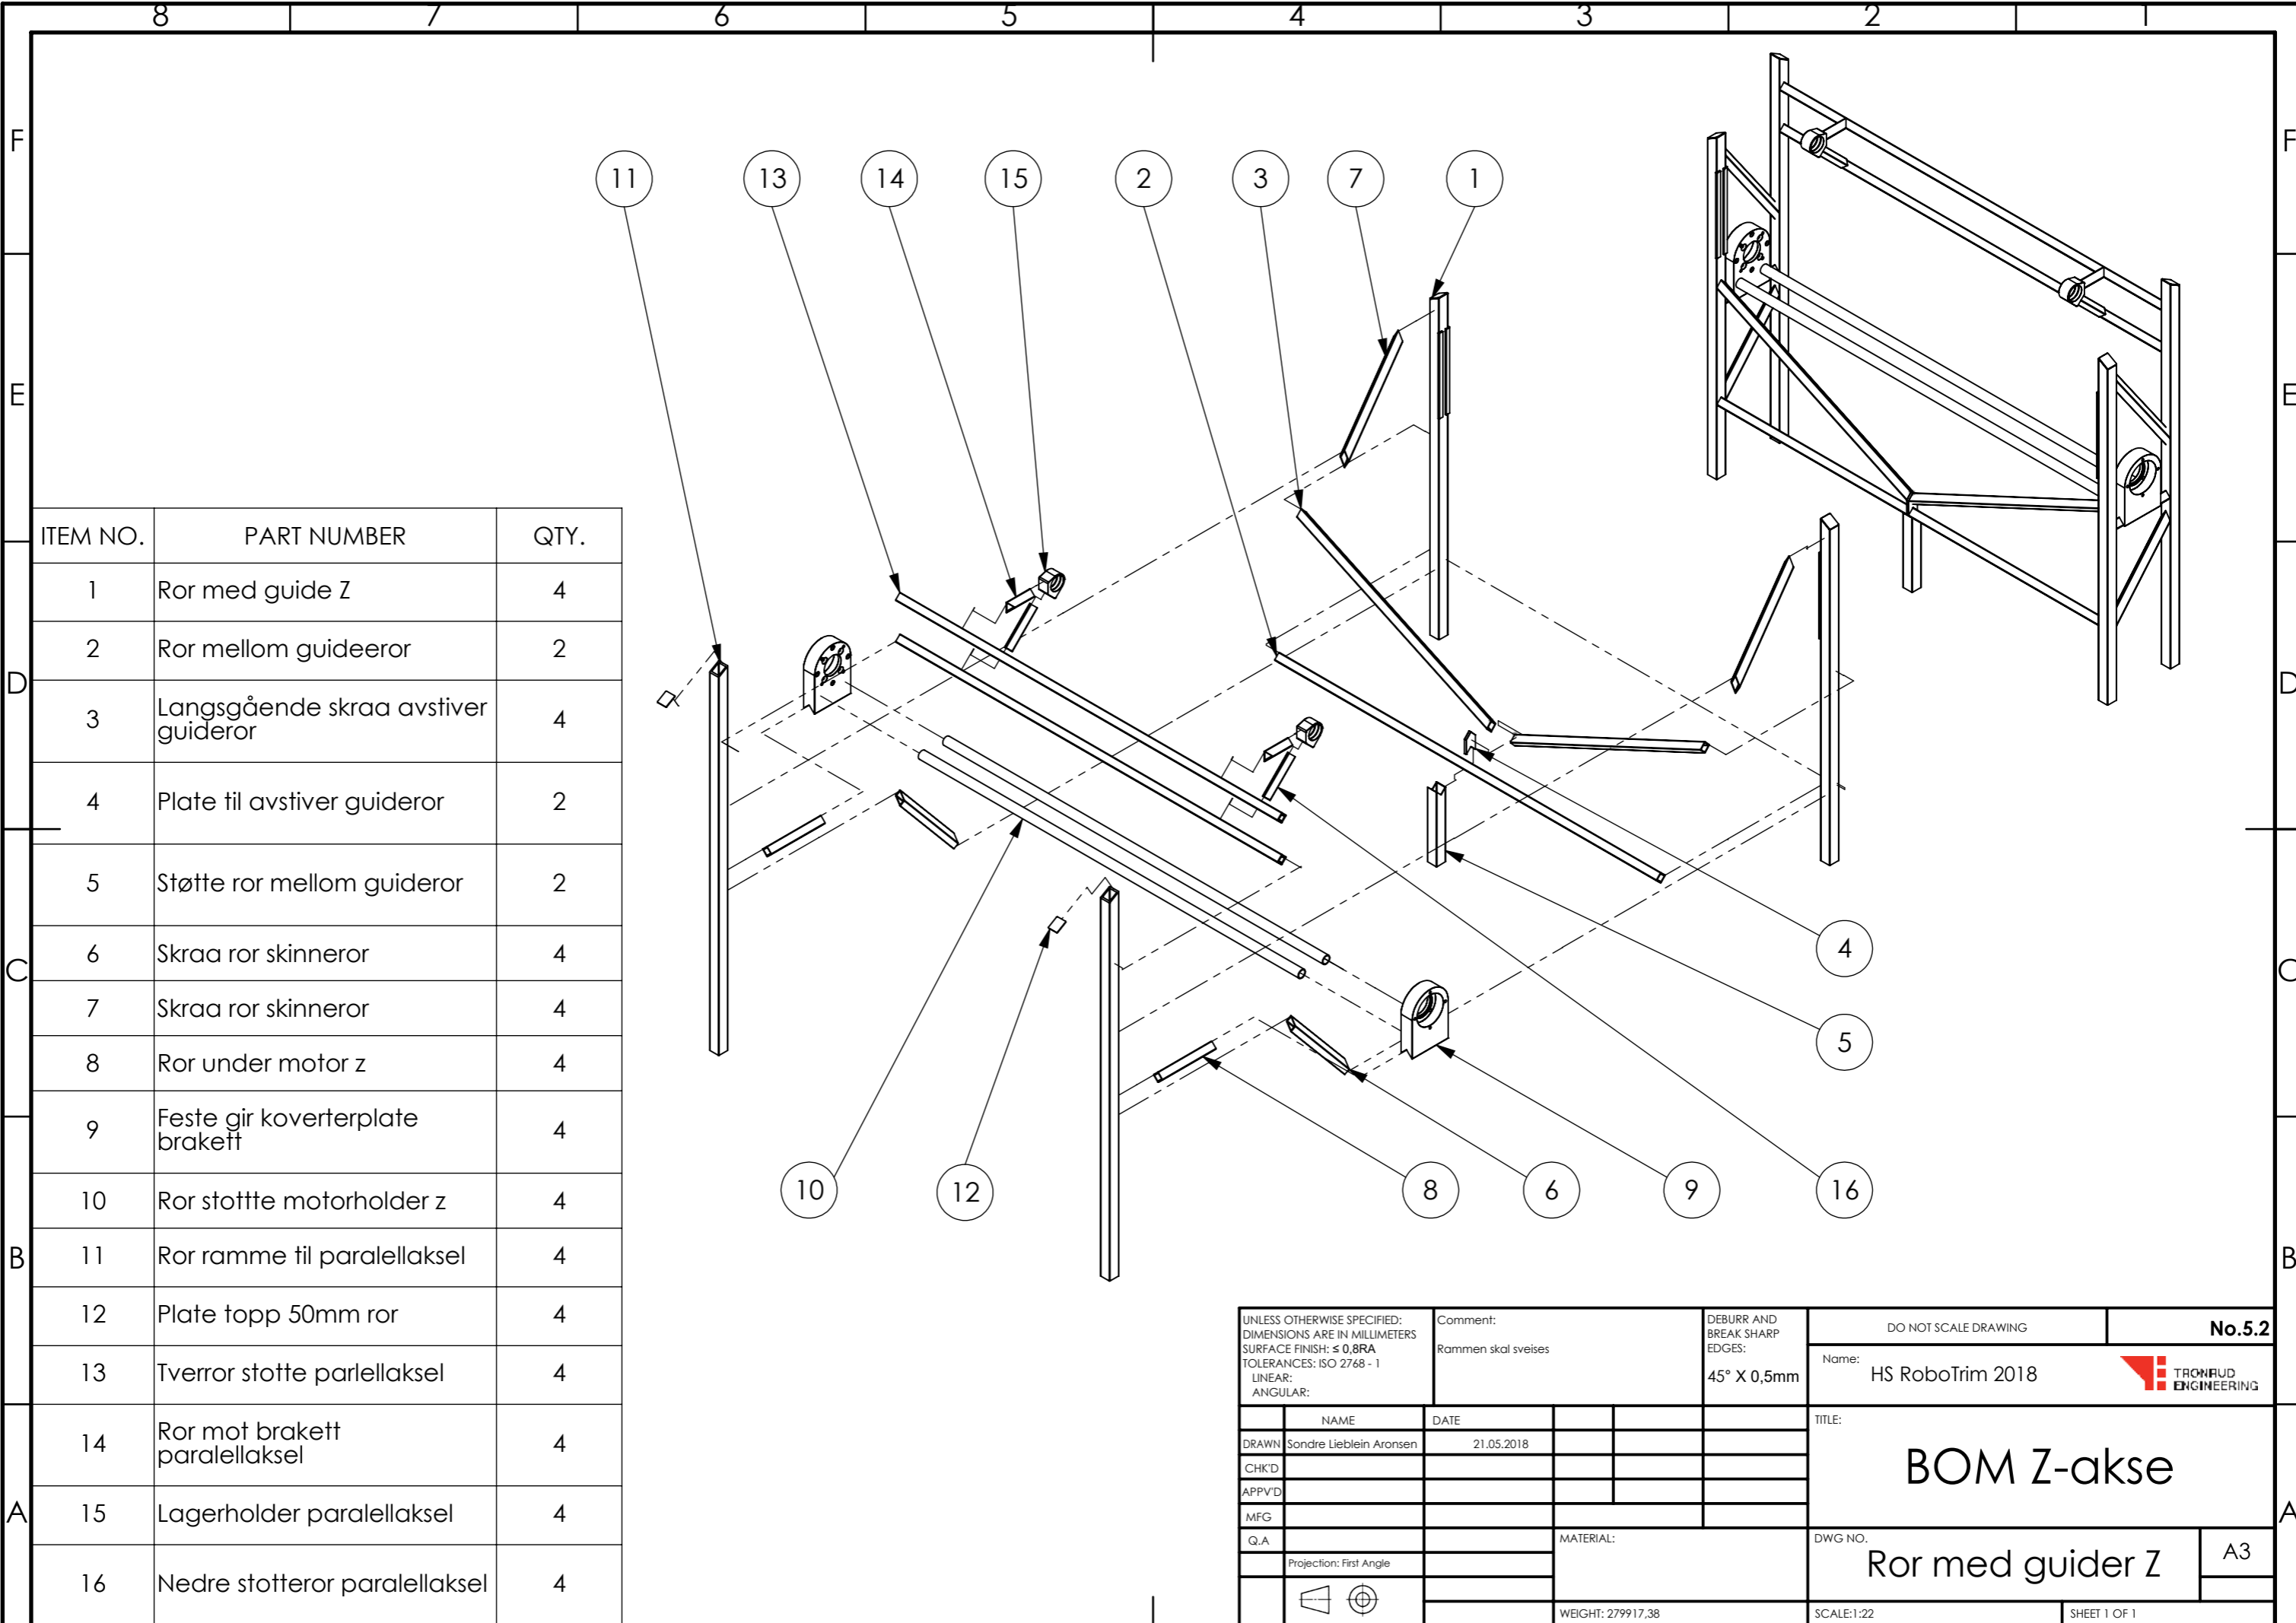 8 7 6 5 4 3 2 1
F F
E E
D D
C C
B B
A A
11 13 14 15 2 3 7 1
4
5
10 12 8 6 9 16
ITEM NO. PART NUMBER QTY.
1 Ror med guide Z 4
2 Ror mellom guideeror 2
3 Langsgående skraa avstiver
guideror 4
4 Plate til avstiver guideror 2
5 Støtte ror mellom guideror 2
6 Skraa ror skinneror 4
7 Skraa ror skinneror 4
8 Ror under motor z 4
9 Feste gir koverterplate
brakett 4
10 Ror stottte motorholder z 4
11 Ror ramme til paralellaksel 4
12 Plate topp 50mm ror 4
13 Tverror stotte parlellaksel 4
14 Ror mot brakett
paralellaksel 4
15 Lagerholder paralellaksel 4
16 Nedre stotteror paralellaksel 4
UNLESS OTHERWISE SPECIFIED:
DIMENSIONS ARE IN MILLIMETERS
SURFACE FINISH: ≤ 0,8RA
TOLERANCES: ISO 2768 - 1
LINEAR:
ANGULAR:
Comment:
Rammen skal sveises
DEBURR AND
BREAK SHARP
EDGES:
45° X 0,5mm
DO NOT SCALE DRAWING
No.5.2
Name: HS RoboTrim 2018
TRONRUD
ENGINEERING
NAME DATE
DRAWN Sondre Lieblein Aronsen 21.05.2018
CHK'D
APPV'D
MFG
Q.A
Projection: First Angle
MATERIAL:
WEIGHT: 279917,38
TITLE:
BOM Z-akse
DWG NO.
Ror med guider Z
A3
SCALE:1:22
SHEET 1 OF 1